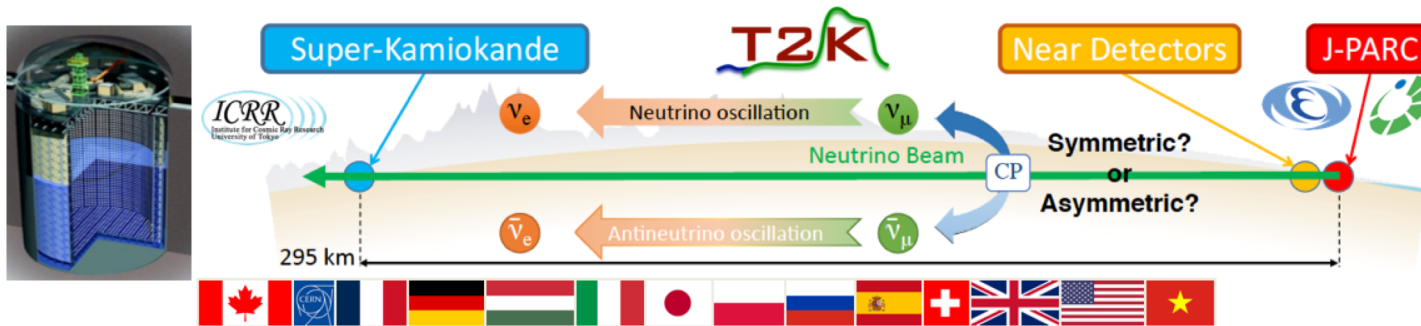 Super-Kamiokande
T2K
Near Detectors
J-PARC
ICRR
Institute for Cosmic Ray Research
University of Tokyo
νe
Neutrino oscillation
νμ
Neutrino Beam
CP
Symmetric?
or
Asymmetric?
ν̄e
Antineutrino oscillation
ν̄μ
295 km
CERN